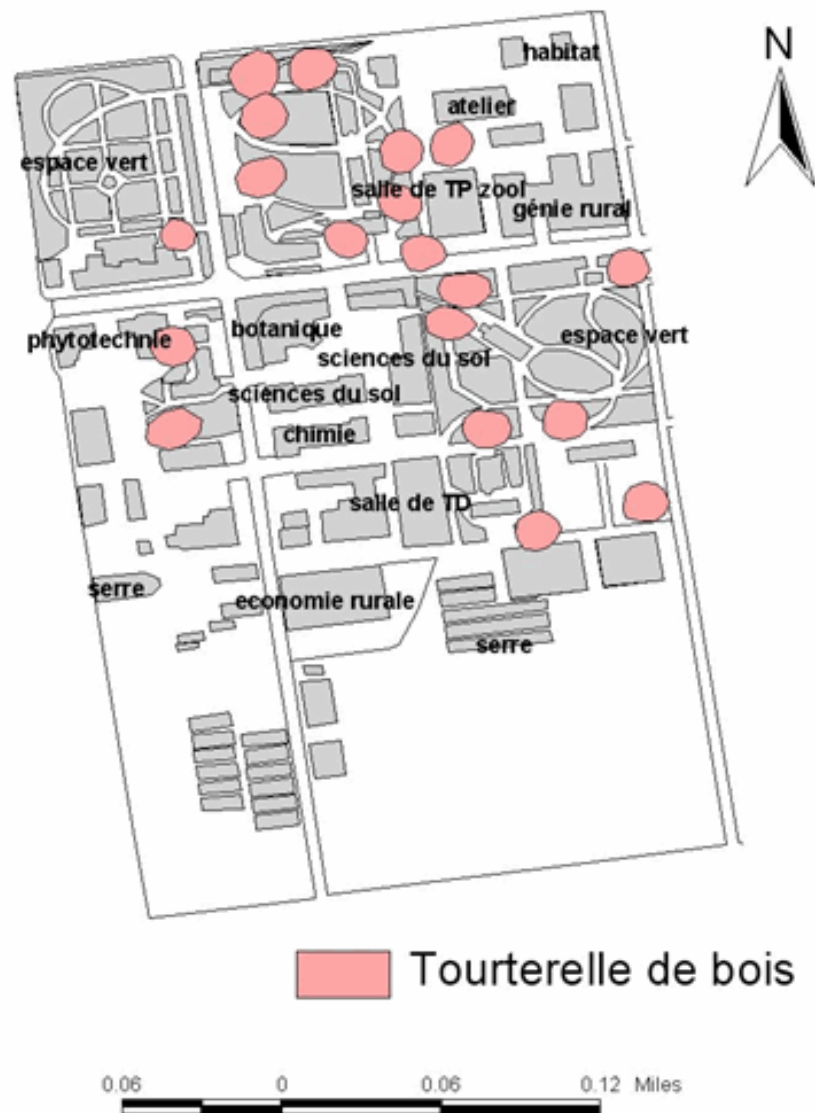 habitat
N
atelier
espace vert
salle de TP zool
génie rural
phytotechnie
botanique
espace vert
sciences du sol
sciences du sol
chimie
salle de TD
serre
economie rurale
serre
Tourterelle de bois
0.06 0 0.06 0.12 Miles